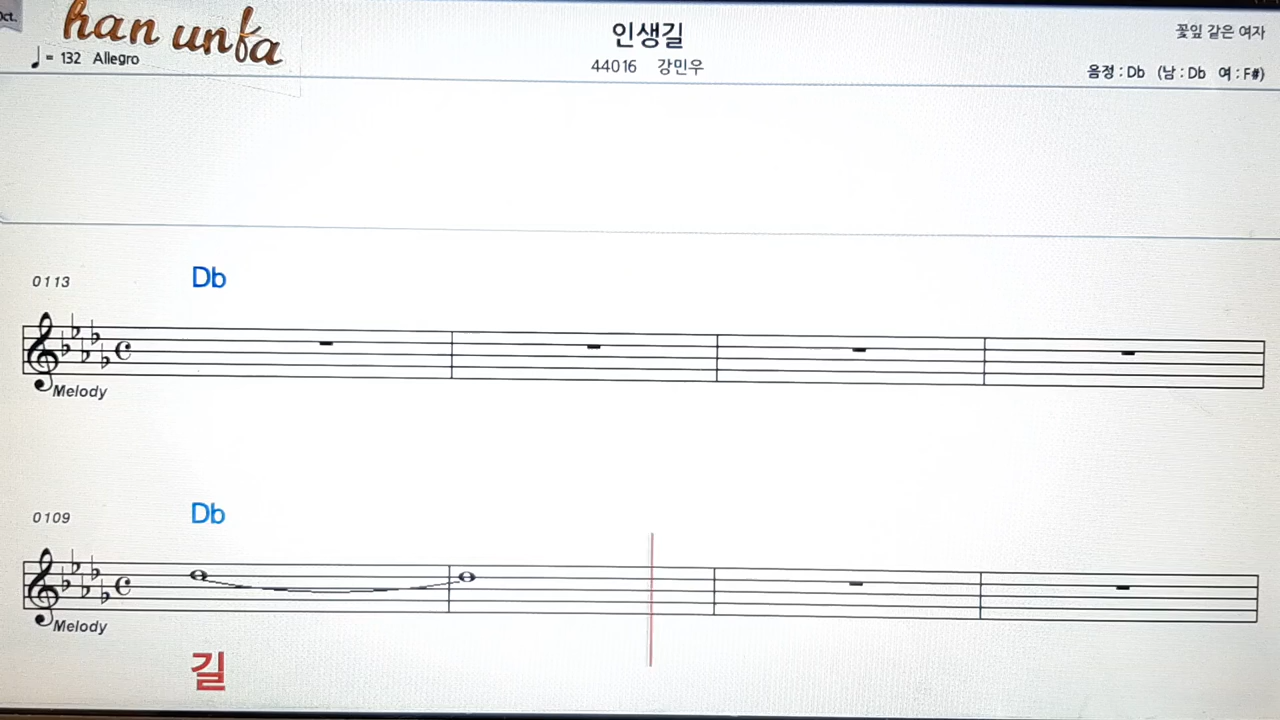 Oct.
han unfa
♩= 132 Allegro
인생길
44016 강민우
꽃잎 같은 여자
음정 : Db (남 : Db 여 : F#)
0113
Db
Melody
0109
Db
Melody
길